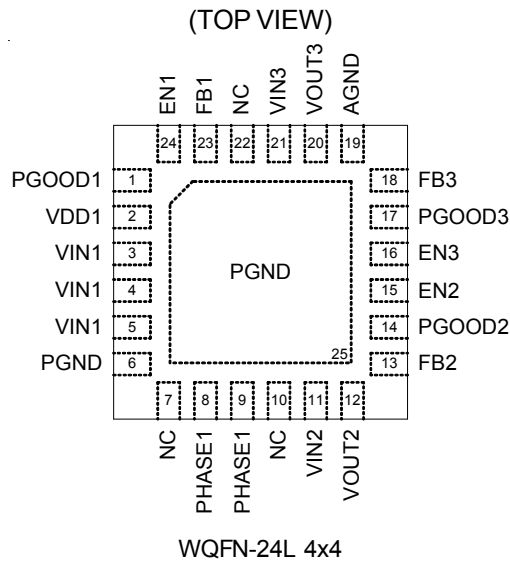 (TOP VIEW)
EN1
FB1
NC
VIN3
VOUT3
AGND
24
23
22
21
20
19
PGOOD1 1
VDD1 2
VIN1 3
VIN1 4
VIN1 5
PGND 6
18 FB3
17 PGOOD3
16 EN3
15 EN2
14 PGOOD2
13 FB2
PGND
25
7
8
9
10
11
12
NC
PHASE1
PHASE1
NC
VIN2
VOUT2
WQFN-24L 4x4